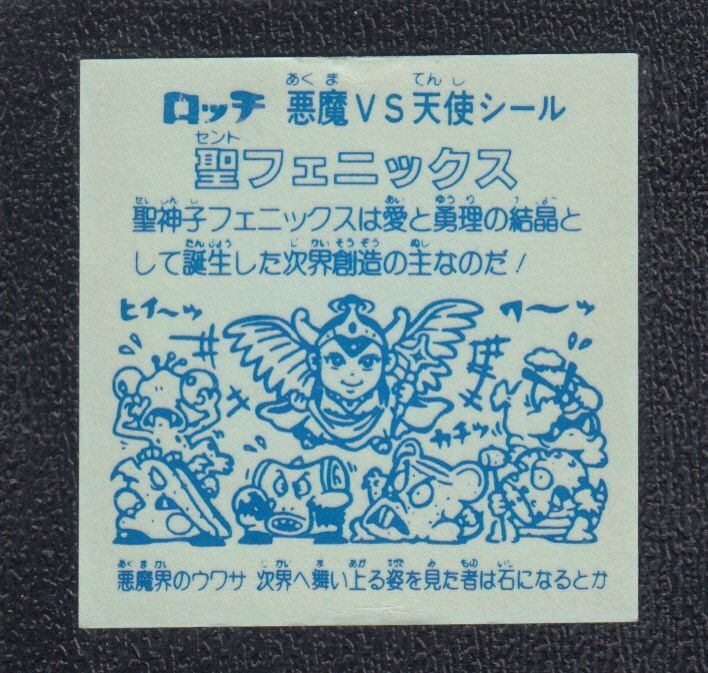 ロッチ 悪魔VS天使シール
聖フェニックス
聖神子フェニックスは愛と勇理の結晶と
して誕生した次界創造の主なのだ!
ヒイ〜ッ
ワ〜ッ
カチッ
悪魔界のウワサ 次界へ舞い上る姿を見た者は石になるとか